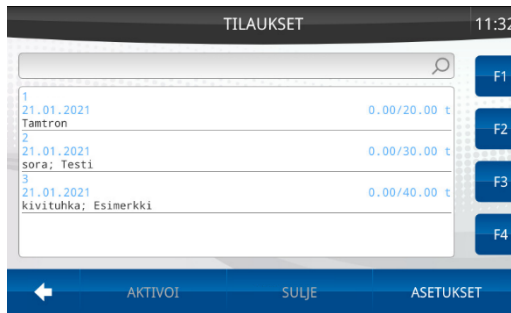 TILAUKSET 11:32
F1
1
21.01.2021 0.00/20.00 t
Tamtron
F2
2
21.01.2021 0.00/30.00 t
sora; Testi
F3
3
21.01.2021 0.00/40.00 t
kivituhka; Esimerkki
F4
AKTIVOI SULJE ASETUKSET